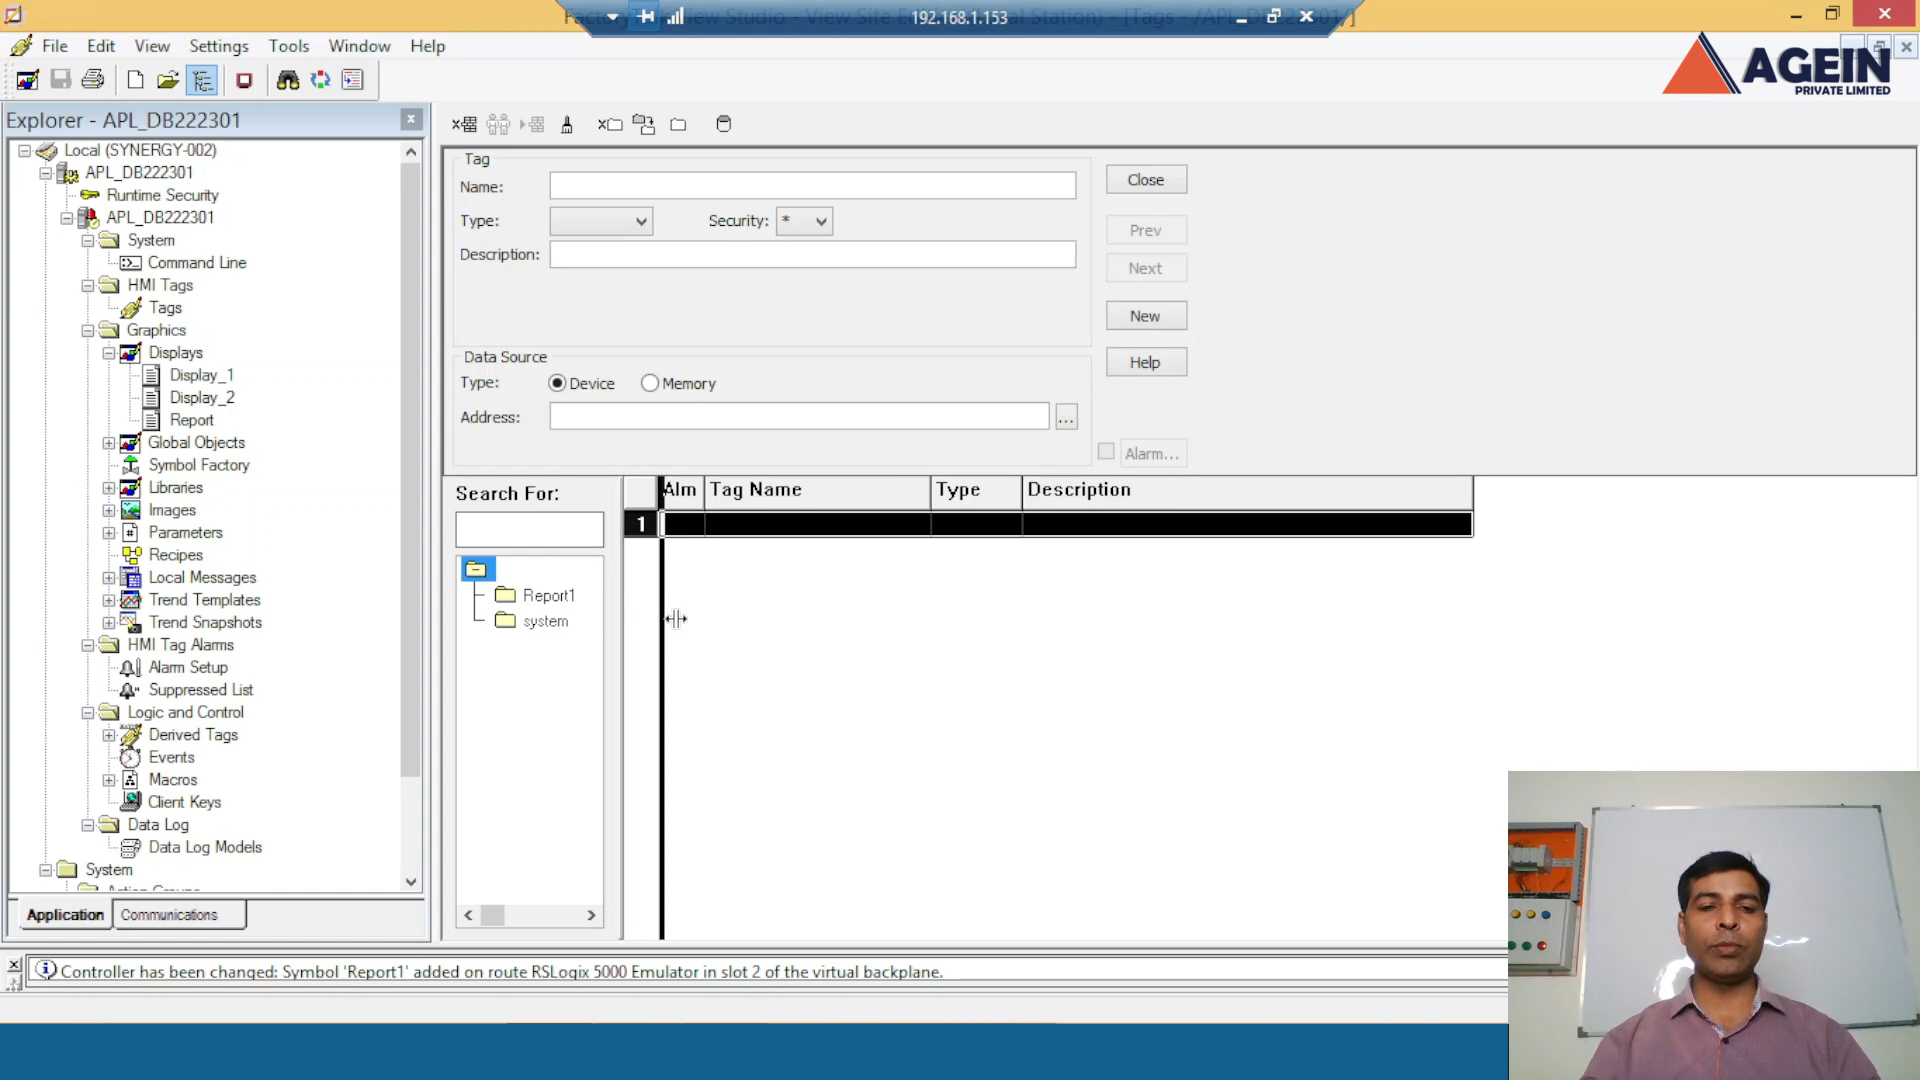 192.168.1.153
File Edit View Settings Tools Window Help
AGEIN
PRIVATE LIMITED
Explorer - APL_DB222301
Local (SYNERGY-002)
APL_DB222301
Runtime Security
APL_DB222301
System
Command Line
HMI Tags
Tags
Graphics
Displays
Display_1
Display_2
Report
Global Objects
Symbol Factory
Libraries
Images
Parameters
Recipes
Local Messages
Trend Templates
Trend Snapshots
HMI Tag Alarms
Alarm Setup
Suppressed List
Logic and Control
Derived Tags
Events
Macros
Client Keys
Data Log
Data Log Models
System
Application Communications
Tag
Name:
Type: Security: *
Description:
Data Source
Type: Device Memory
Address: ...
Close
Prev
Next
New
Help
Alarm...
Search For:
Report1
system
Alm Tag Name Type Description
1
Controller has been changed: Symbol 'Report1' added on route RSLogix 5000 Emulator in slot 2 of the virtual backplane.